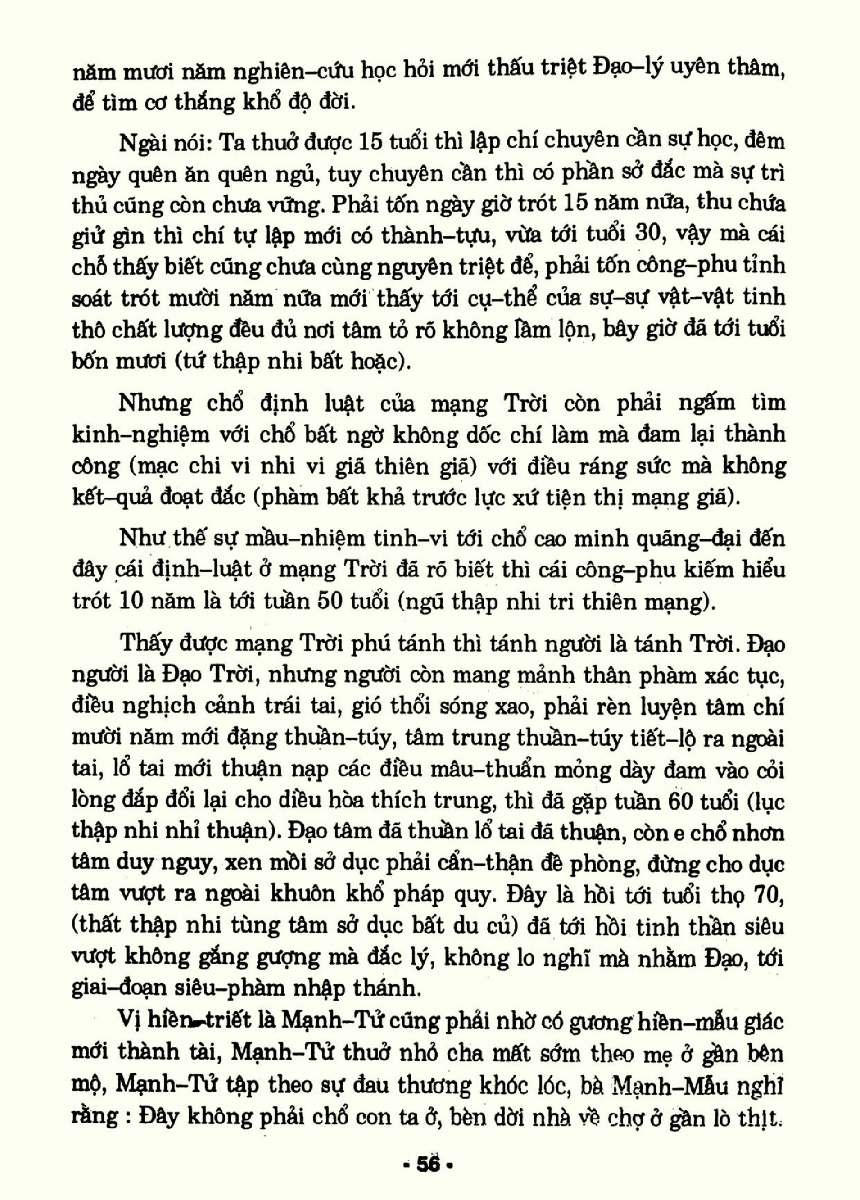 năm mươi năm nghiên–cứu học hỏi mới thấu triệt Đạo–lý uyên thâm,
để tìm cơ thắng khổ độ đời.
Ngài nói: Ta thuở được 15 tuổi thì lập chí chuyên cần sự học, đêm
ngày quên ăn quên ngủ, tuy chuyên cần thì có phần sở đắc mà sự trì
thủ cũng còn chưa vững. Phải tốn ngày giờ trót 15 năm nữa, thu chứa
giử gìn thì chí tự lập mới có thành–tựu, vừa tới tuổi 30, vậy mà cái
chỗ thấy biết cũng chưa cùng nguyên triệt để, phải tốn công–phu tỉnh
soát trót mười năm nữa mới thấy tới cụ–thể của sự–sự vật–vật tinh
thô chất lượng đều đủ nơi tâm tỏ rõ không lầm lộn, bây giờ đã tới tuổi
bốn mươi (tứ thập nhi bất hoặc).
Nhưng chổ định luật của mạng Trời còn phải ngấm tìm
kinh–nghiệm với chổ bất ngờ không dốc chí làm mà đam lại thành
công (mạc chi vi nhi vi giã thiên giã) với điều ráng sức mà không
kết–quả đoạt đắc (phàm bất khả trước lực xứ tiện thị mạng giã).
Như thế sự mầu–nhiệm tinh–vi tới chổ cao minh quãng–đại đến
đây cái định–luật ở mạng Trời đã rõ biết thì cái công–phu kiếm hiểu
trót 10 năm là tới tuần 50 tuổi (ngũ thập nhi tri thiên mạng).
Thấy được mạng Trời phú tánh thì tánh người là tánh Trời. Đạo
người là Đạo Trời, nhưng người còn mang mảnh thân phàm xác tục,
điều nghịch cảnh trái tai, gió thổi sóng xao, phải rèn luyện tâm chí
mười năm mới đặng thuần–túy, tâm trung thuần–túy tiết–lộ ra ngoài
tai, lổ tai mới thuận nạp các điều mâu–thuẩn mỏng dày đam vào cỏi
lòng đắp đổi lại cho diều hòa thích trung, thì đã gặp tuần 60 tuổi (lục
thập nhi nhỉ thuận). Đạo tâm đã thuần lổ tai đã thuận, còn e chổ nhơn
tâm duy nguy, xen mồi sở dục phải cẩn–thận đề phòng, đừng cho dục
tâm vượt ra ngoài khuôn khổ pháp quy. Đây là hồi tới tuổi thọ 70,
(thất thập nhi tùng tâm sở dục bất du củ) đã tới hồi tinh thần siêu
vượt không gắng gượng mà đắc lý, không lo nghĩ mà nhằm Đạo, tới
giai–đoạn siêu–phàm nhập thánh.
Vị hiền–triết là Mạnh–Tử cũng phải nhờ có gương hiền–mẫu giác
mới thành tài, Mạnh–Tử thuở nhỏ cha mất sớm theo mẹ ở gần bên
mộ, Mạnh–Tử tập theo sự đau thương khóc lóc, bà Mạnh–Mẫu nghĩ
rằng : Đây không phải chổ con ta ở, bèn dời nhà về chợ ở gần lò thịt.
• 56 •